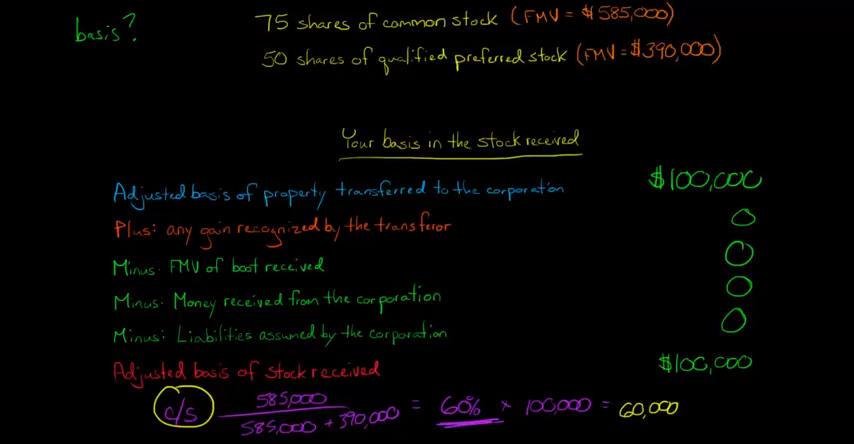 basis?
75 shares of common stock (FMV = $585,000)
50 shares of qualified preferred stock (FMV = $390,000)
Your basis in the stock received
Adjusted basis of property transferred to the corporation $100,000
Plus: any gain recognized by the transferor 0
Minus: FMV of boot received 0
Minus: Money received from the corporation 0
Minus: Liabilities assumed by the corporation 0
Adjusted basis of stock received $100,000
c/s 585,000 / 585,000 + 390,000 = 60% × 100,000 = 60,000